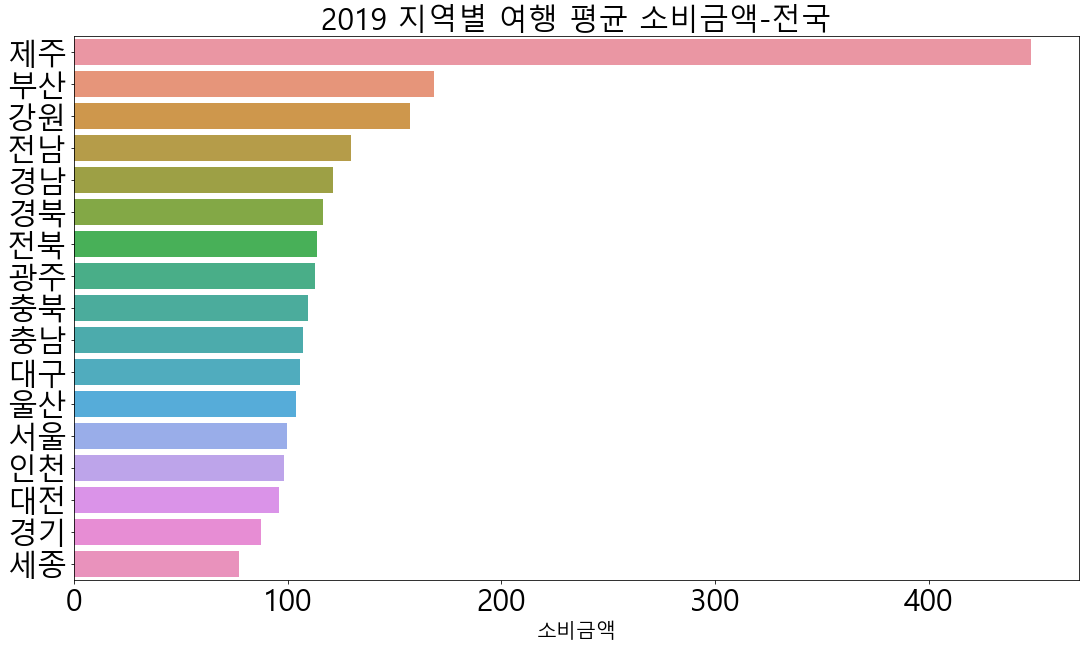 2019 지역별 여행 평균 소비금액-전국
제주
부산
강원
전남
경남
경북
전북
광주
충북
충남
대구
울산
서울
인천
대전
경기
세종
0 100 200 300 400
소비금액